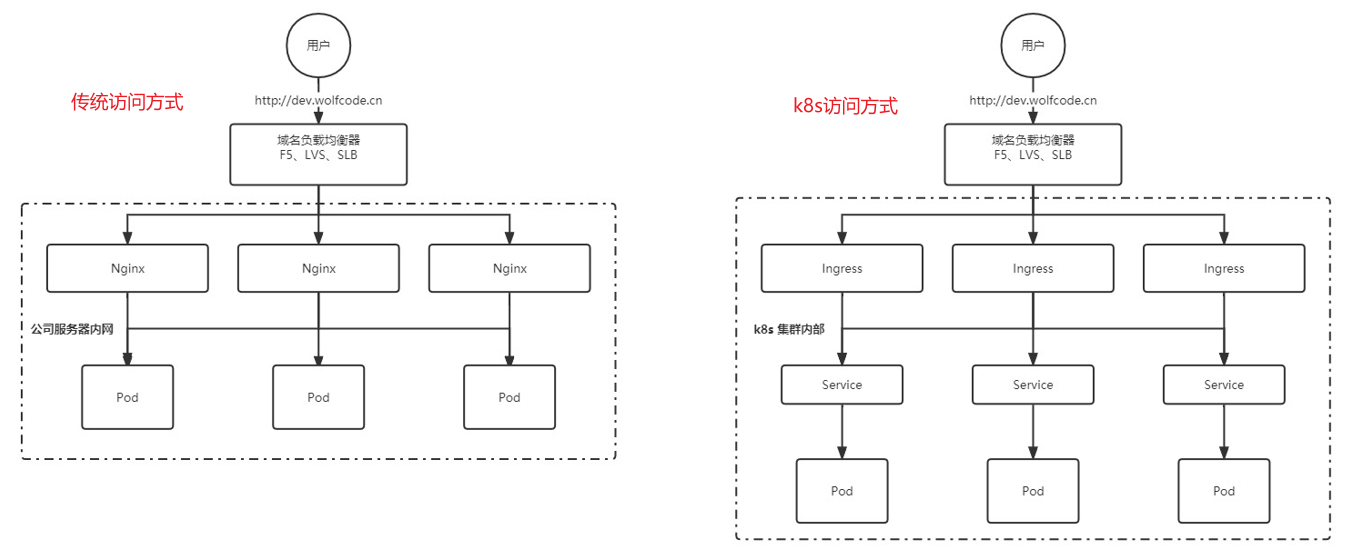 用户
传统访问方式
http://dev.wolfcode.cn
域名负载均衡器
F5、LVS、SLB
Nginx
Nginx
Nginx
公司服务器内网
Pod
Pod
Pod
用户
k8s访问方式
http://dev.wolfcode.cn
域名负载均衡器
F5、LVS、SLB
Ingress
Ingress
Ingress
k8s 集群内部
Service
Service
Service
Pod
Pod
Pod